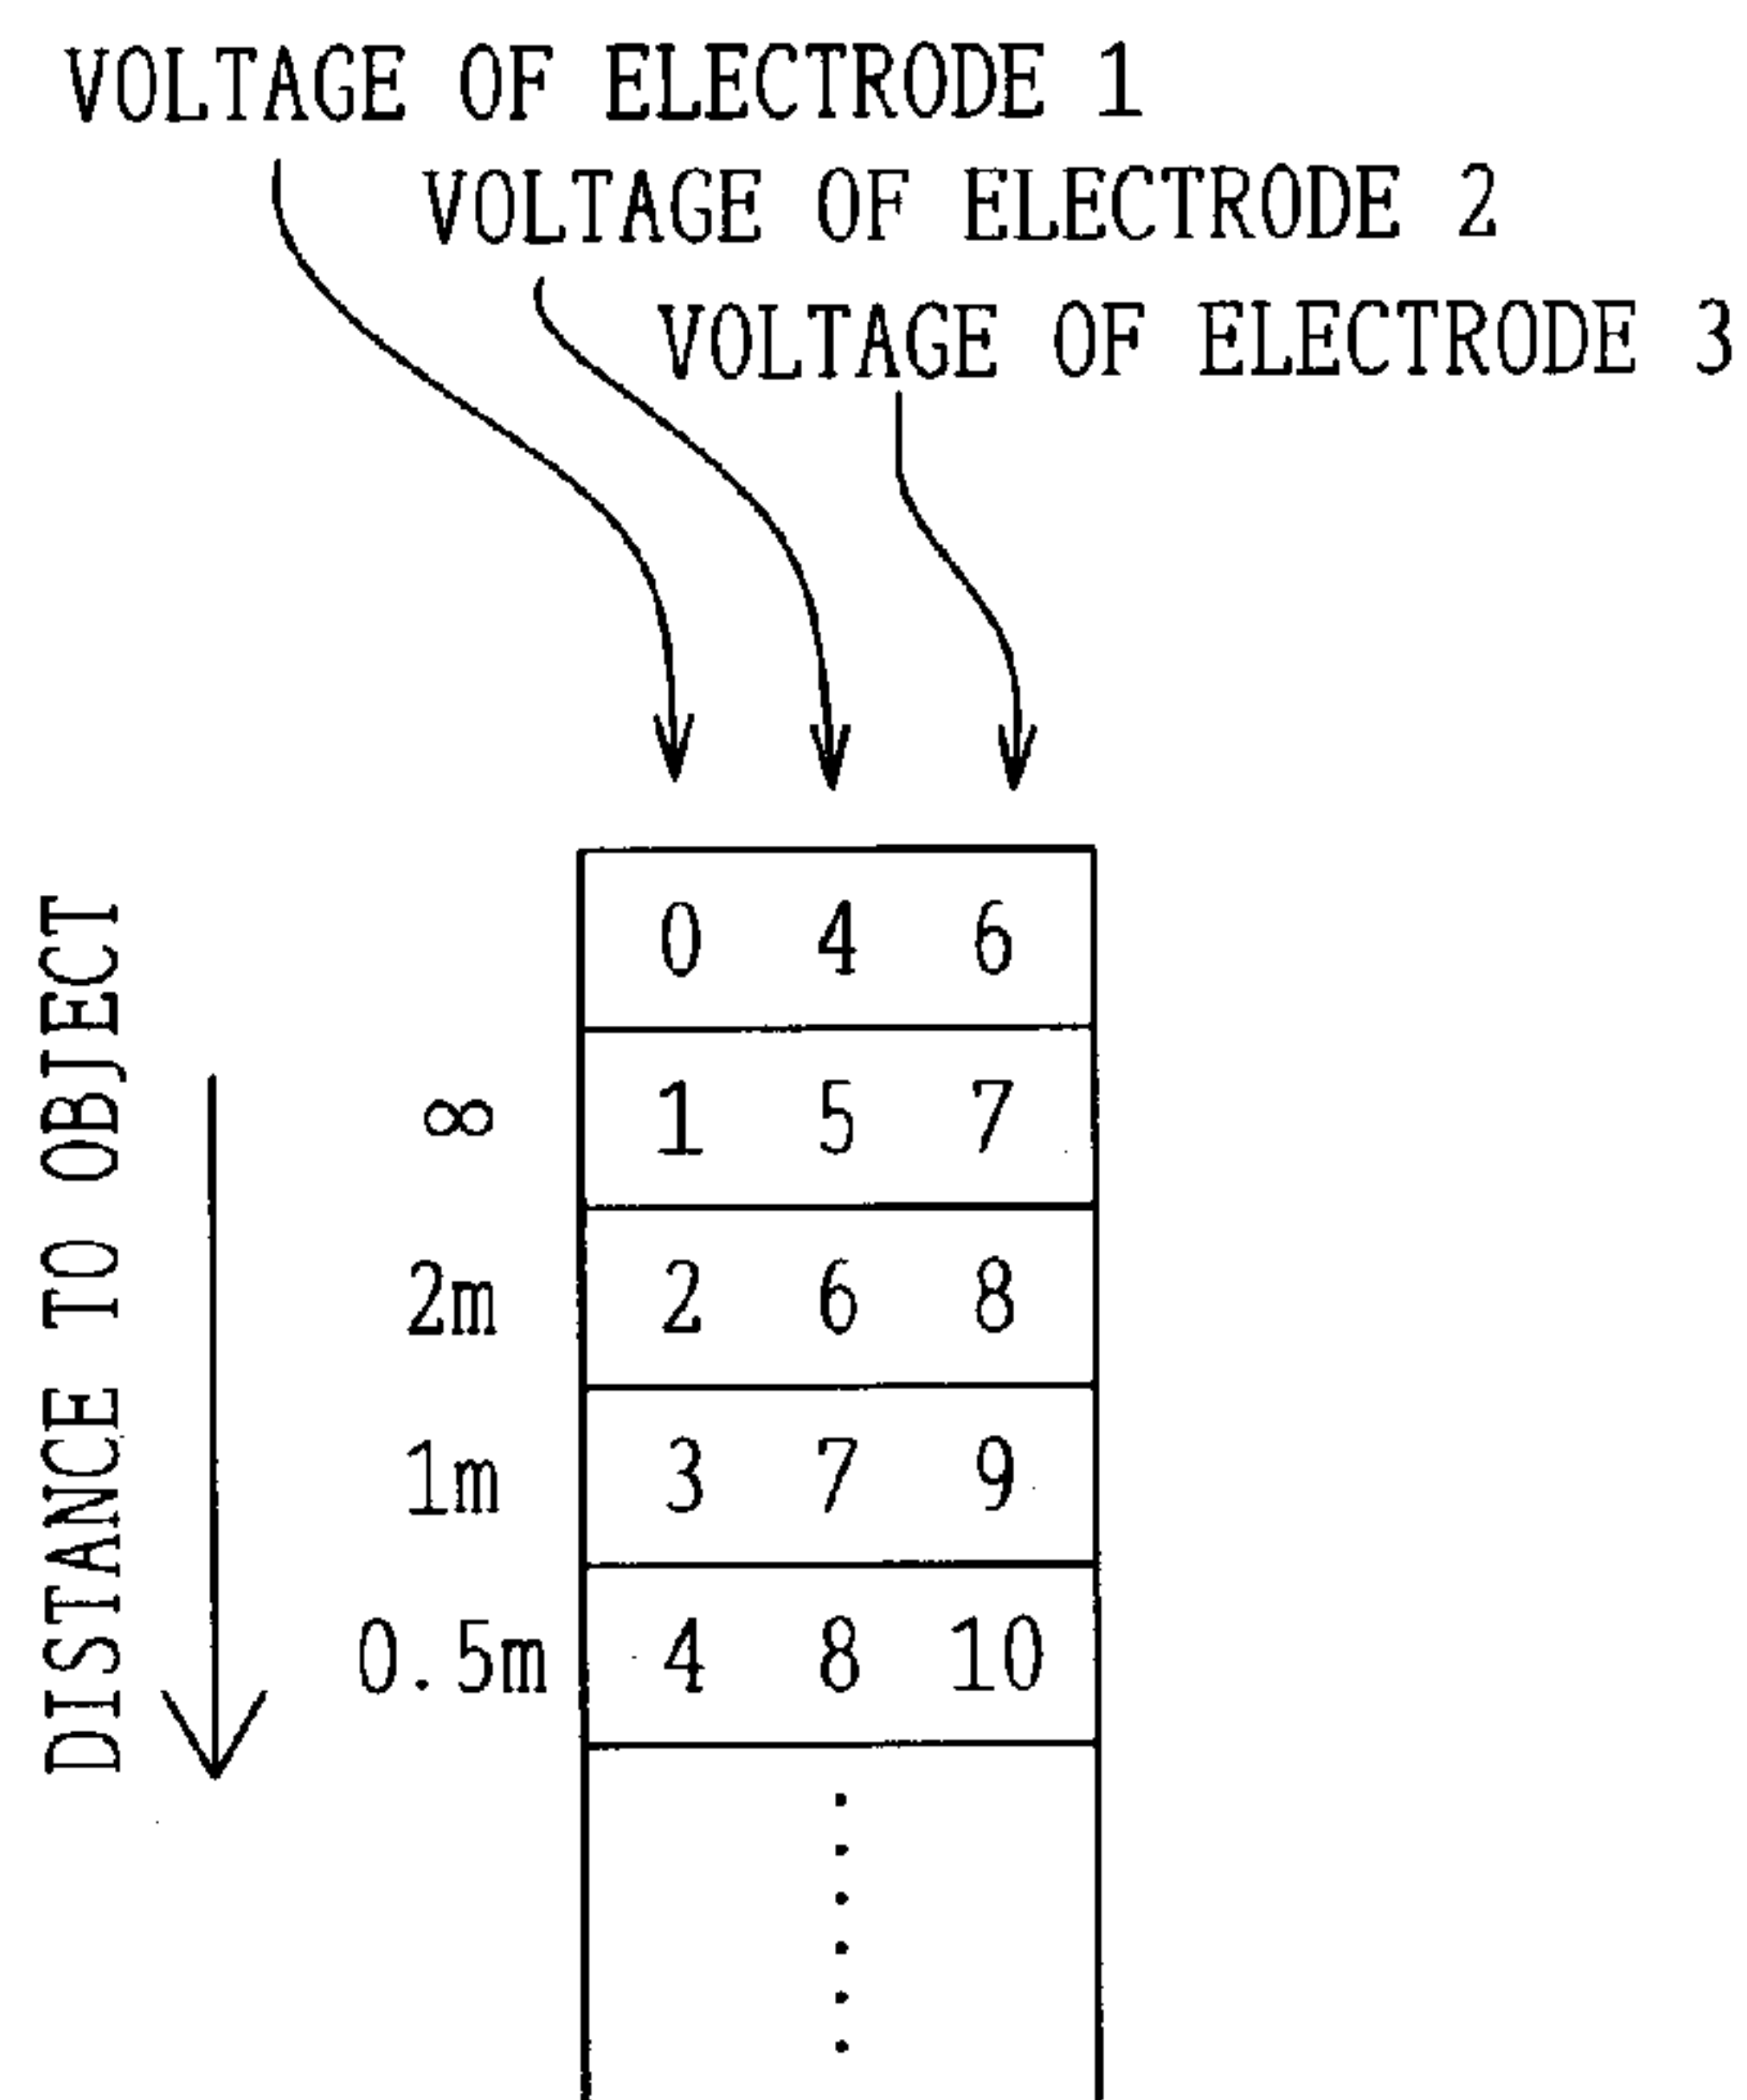 VOLTAGE OF ELECTRODE 1
VOLTAGE OF ELECTRODE 2
VOLTAGE OF ELECTRODE 3
DISTANCE TO OBJECT
0 4 6
∞ 1 5 7
2m 2 6 8
1m 3 7 9
0.5m 4 8 10